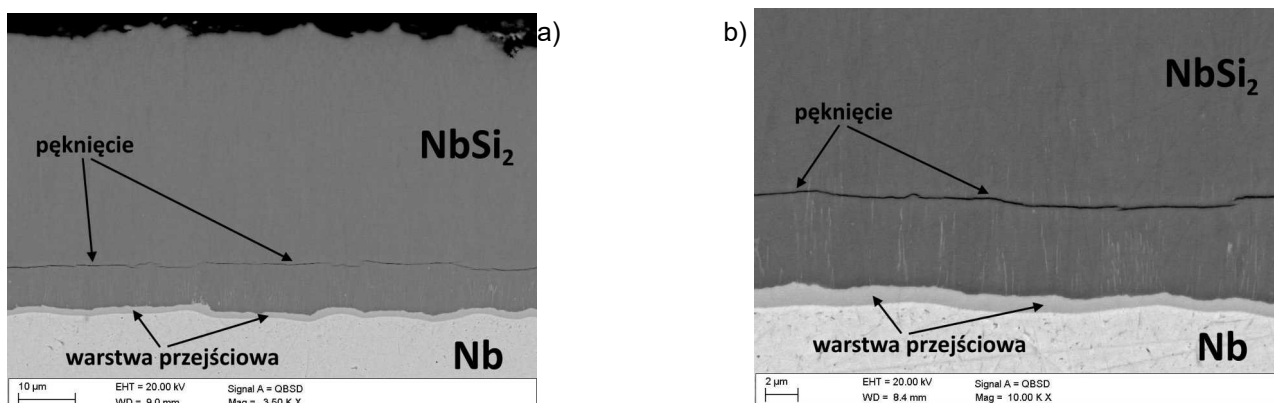 a)
pęknięcie
NbSi₂
warstwa przejściowa
Nb
10 µm
EHT = 20.00 kV
WD = 9.0 mm
Signal A = QBSD
Mag = 3.50 K X
b)
NbSi₂
pęknięcie
warstwa przejściowa
Nb
2 µm
EHT = 20.00 kV
WD = 8.4 mm
Signal A = QBSD
Mag = 10.00 K X